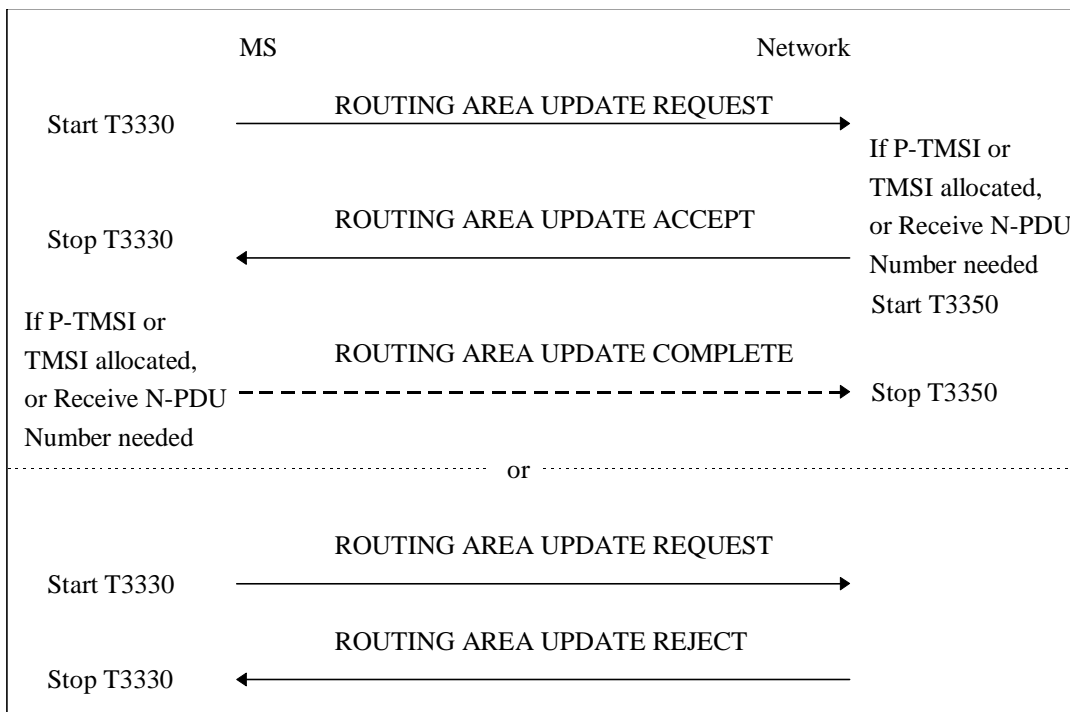 MS
Network
ROUTING AREA UPDATE REQUEST
Start T3330
If P-TMSI or
TMSI allocated,
or Receive N-PDU
Number needed
Start T3350
ROUTING AREA UPDATE ACCEPT
Stop T3330
If P-TMSI or
TMSI allocated,
or Receive N-PDU
Number needed
ROUTING AREA UPDATE COMPLETE
Stop T3350
or
ROUTING AREA UPDATE REQUEST
Start T3330
ROUTING AREA UPDATE REJECT
Stop T3330